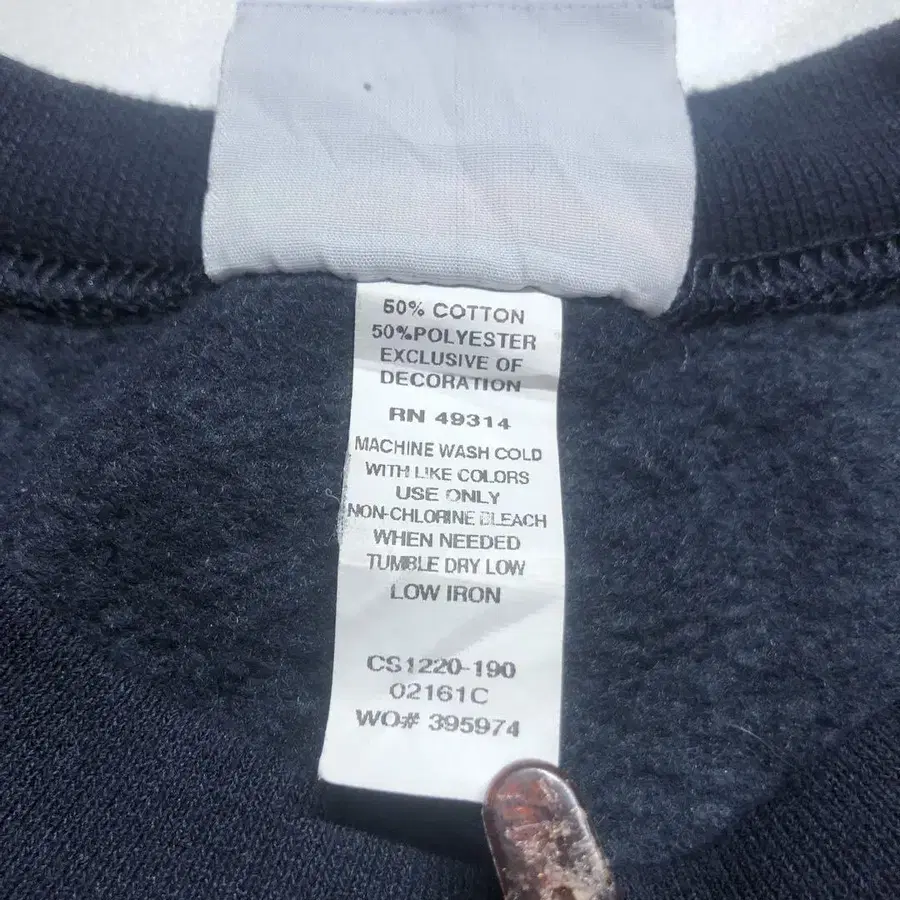 50% COTTON
50%POLYESTER
EXCLUSIVE OF
DECORATION
RN 49314
MACHINE WASH COLD
WITH LIKE COLORS
USE ONLY
NON-CHLORINE BLEACH
WHEN NEEDED
TUMBLE DRY LOW
LOW IRON
CS1220-190
02161C
WO# 395974